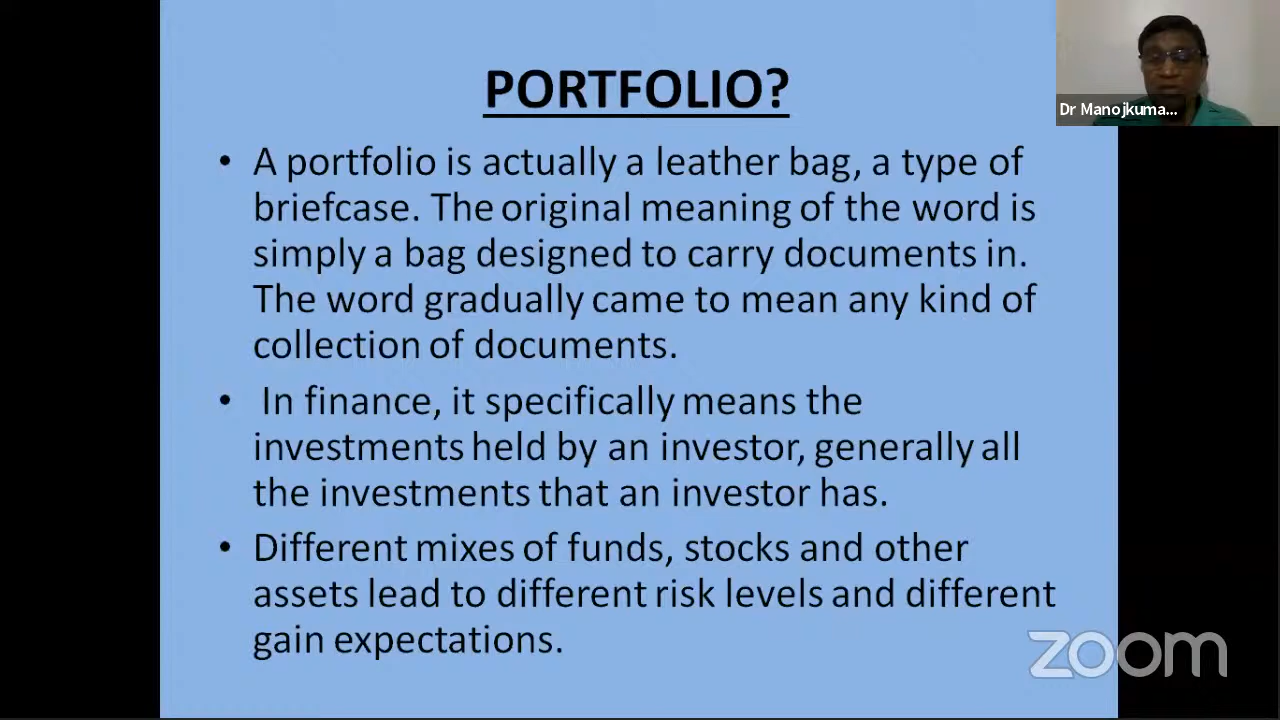 PORTFOLIO?
Dr Manojkuma...
• A portfolio is actually a leather bag, a type of
briefcase. The original meaning of the word is
simply a bag designed to carry documents in.
The word gradually came to mean any kind of
collection of documents.
• In finance, it specifically means the
investments held by an investor, generally all
the investments that an investor has.
• Different mixes of funds, stocks and other
assets lead to different risk levels and different
gain expectations.
zoom